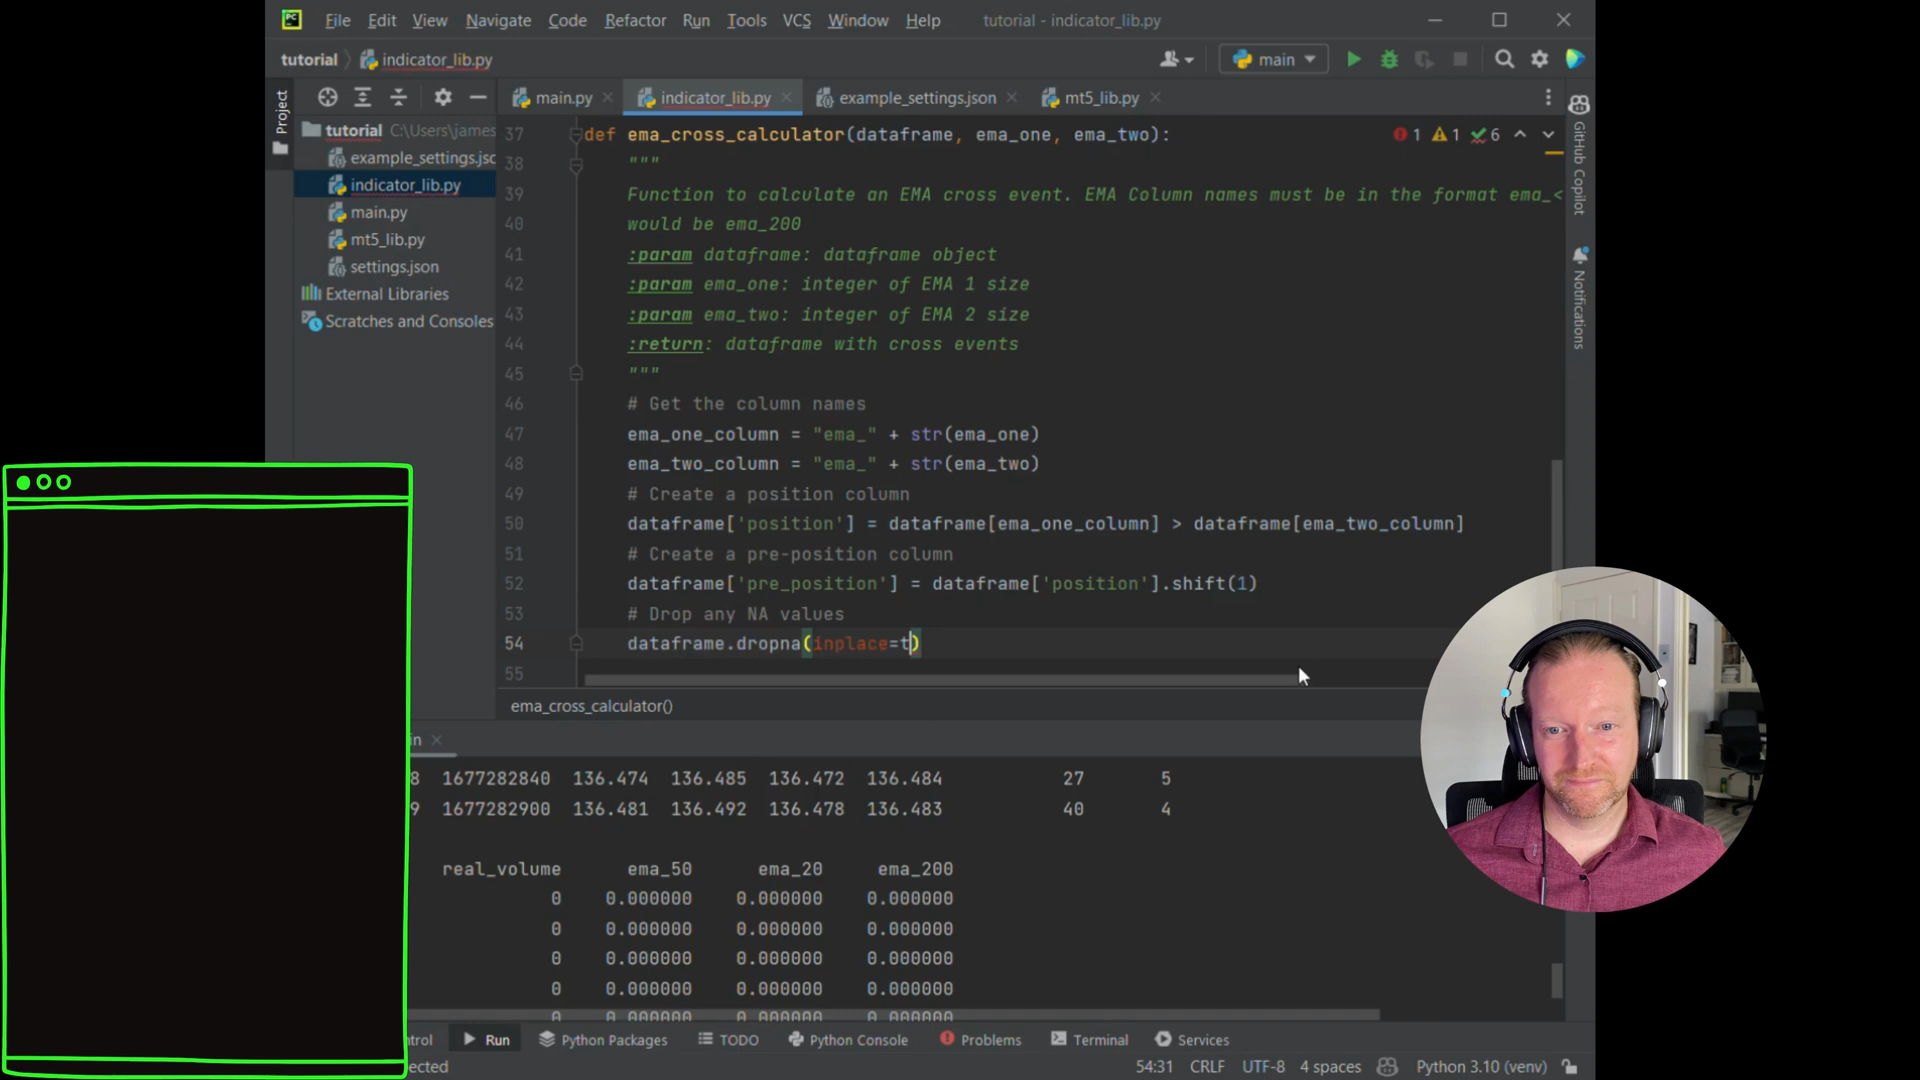 PC File Edit View Navigate Code Refactor Run Tools VCS Window Help tutorial - indicator_lib.py
tutorial indicator_lib.py main
Project
main.py indicator_lib.py example_settings.json mt5_lib.py
tutorial C:\Users\james
example_settings.jsc
indicator_lib.py
main.py
mt5_lib.py
settings.json
External Libraries
Scratches and Consoles
37 def ema_cross_calculator(dataframe, ema_one, ema_two): 1 1 6
38 """
39 Function to calculate an EMA cross event. EMA Column names must be in the format ema_<
40 would be ema_200
41 :param dataframe: dataframe object
42 :param ema_one: integer of EMA 1 size
43 :param ema_two: integer of EMA 2 size
44 :return: dataframe with cross events
45 """
46 # Get the column names
47 ema_one_column = "ema_" + str(ema_one)
48 ema_two_column = "ema_" + str(ema_two)
49 # Create a position column
50 dataframe['position'] = dataframe[ema_one_column] > dataframe[ema_two_column]
51 # Create a pre-position column
52 dataframe['pre_position'] = dataframe['position'].shift(1)
53 # Drop any NA values
54 dataframe.dropna(inplace=t)
55
GitHub Copilot
Notifications
ema_cross_calculator()
in
8 1677282840 136.474 136.485 136.472 136.484 27 5
9 1677282900 136.481 136.492 136.478 136.483 40 4
real_volume ema_50 ema_20 ema_200
0 0.000000 0.000000 0.000000
0 0.000000 0.000000 0.000000
0 0.000000 0.000000 0.000000
0 0.000000 0.000000 0.000000
0 0.000000 0.000000 0.000000
ntrol Run Python Packages TODO Python Console Problems Terminal Services
ected 54:31 CRLF UTF-8 4 spaces Python 3.10 (venv)